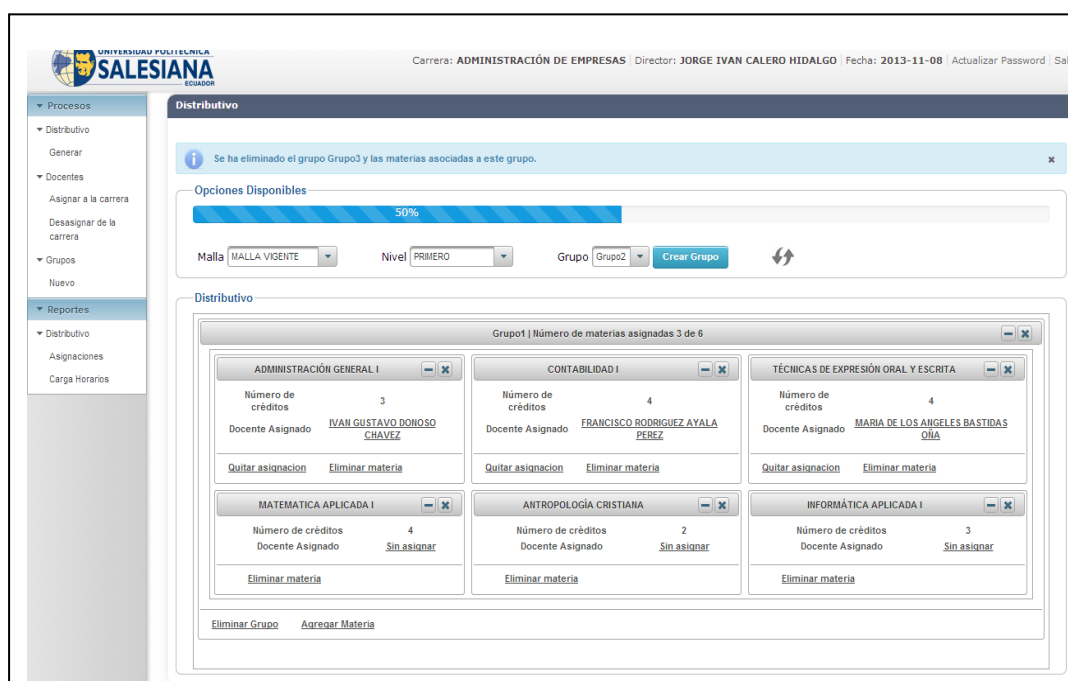 UNIVERSIDAD POLITECNICA
SALESIANA
ECUADOR
Carrera: ADMINISTRACIÓN DE EMPRESAS | Director: JORGE IVAN CALERO HIDALGO | Fecha: 2013-11-08 | Actualizar Password | Sal
Procesos
Distributivo
Generar
Docentes
Asignar a la carrera
Desasignar de la
carrera
Grupos
Nuevo
Reportes
Distributivo
Asignaciones
Carga Horarios
Distributivo
Se ha eliminado el grupo Grupo3 y las materias asociadas a este grupo.
Opciones Disponibles
50%
Malla MALLA VIGENTE Nivel PRIMERO Grupo Grupo2 Crear Grupo
Distributivo
Grupo1 | Número de materias asignadas 3 de 6
ADMINISTRACIÓN GENERAL I
Número de
créditos
3
Docente Asignado
IVAN GUSTAVO DONOSO
CHAVEZ
Quitar asignacion Eliminar materia
CONTABILIDAD I
Número de
créditos
4
Docente Asignado
FRANCISCO RODRIGUEZ AYALA
PEREZ
Quitar asignacion Eliminar materia
TÉCNICAS DE EXPRESIÓN ORAL Y ESCRITA
Número de
créditos
4
Docente Asignado
MARIA DE LOS ANGELES BASTIDAS
OÑA
Quitar asignacion Eliminar materia
MATEMATICA APLICADA I
Número de créditos 4
Docente Asignado Sin asignar
Eliminar materia
ANTROPOLOGÍA CRISTIANA
Número de créditos 2
Docente Asignado Sin asignar
Eliminar materia
INFORMÁTICA APLICADA I
Número de créditos 3
Docente Asignado Sin asignar
Eliminar materia
Eliminar Grupo Agregar Materia